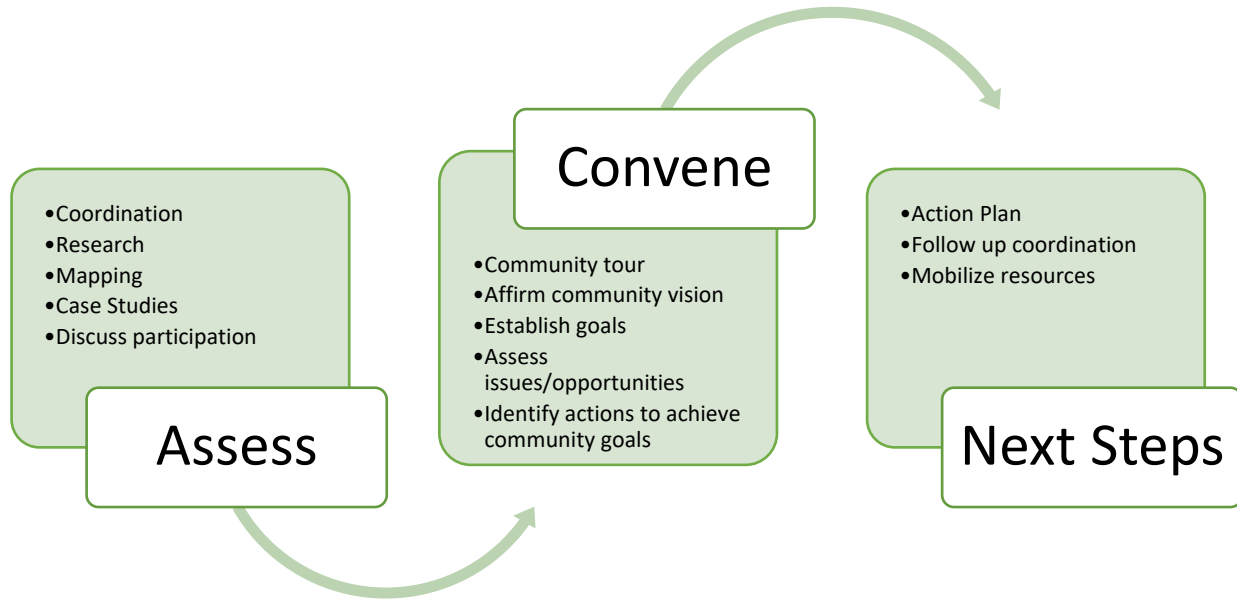 •Coordination
•Research
•Mapping
•Case Studies
•Discuss participation
Assess
Convene
•Community tour
•Affirm community vision
•Establish goals
•Assess
issues/opportunities
•Identify actions to achieve
community goals
•Action Plan
•Follow up coordination
•Mobilize resources
Next Steps